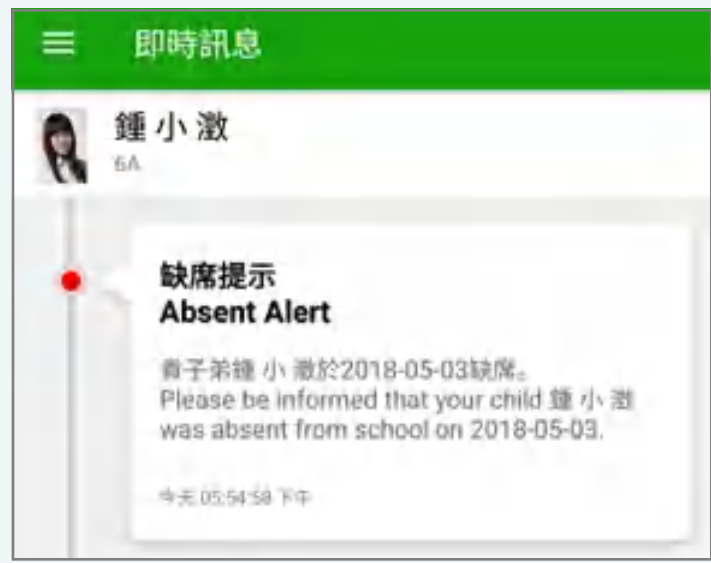 即時訊息
鍾 小 澂
6A
缺席提示
Absent Alert
貴子弟鍾 小 澂於2018-05-03缺席。
Please be informed that your child 鍾 小 澂
was absent from school on 2018-05-03.
今天 05:54:58 下午